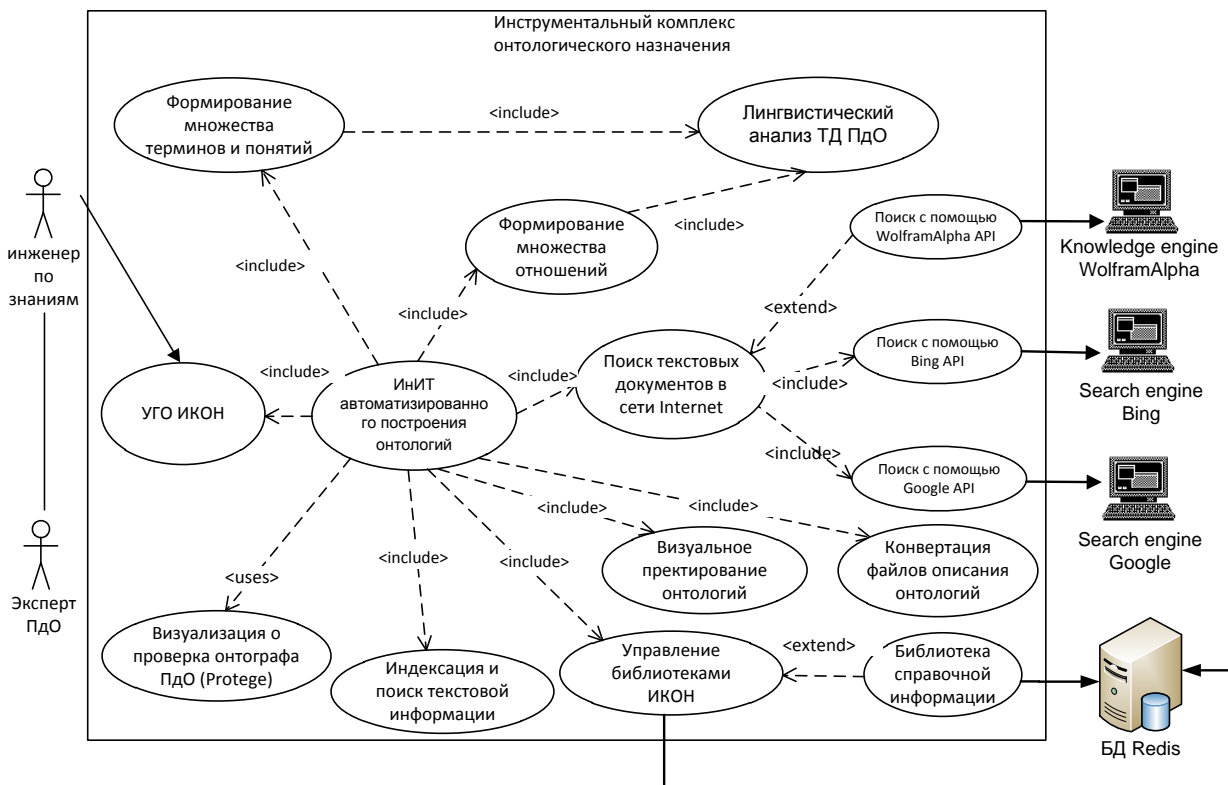 Инструментальный комплекс
онтологического назначения
Формирование
множества
терминов и понятий
<include>
Лингвистический
анализ ТД ПдО
инженер
по
знаниям
<include>
Формирование
множества
отношений
<include>
Поиск с помощью
WolframAlpha API
Knowledge engine
WolframAlpha
<include>
<extend>
УГО ИКОН
<include>
ИнИТ
автоматизированно
го построения
онтологий
<include>
Поиск текстовых
документов в
сети Internet
<include>
Поиск с помощью
Bing API
Search engine
Bing
<include>
Поиск с помощью
Google API
Search engine
Google
Эксперт
ПдО
<uses>
<include>
<include>
<include>
<include>
Визуальное
пректирование
онтологий
Конвертация
файлов описания
онтологий
Визуализация о
проверка онтографа
ПдО (Protege)
Индексация и
поиск текстовой
информации
Управление
библиотеками
ИКОН
<extend>
Библиотека
справочной
информации
БД Redis